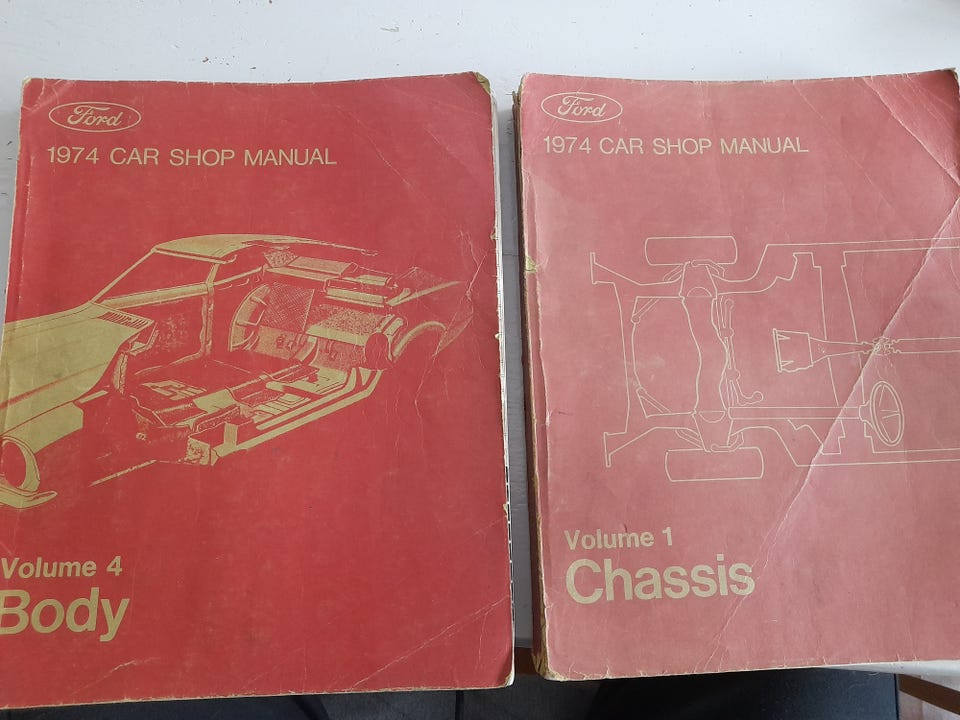 Ford
1974 CAR SHOP MANUAL
Volume 4
Body
Ford
1974 CAR SHOP MANUAL
Volume 1
Chassis